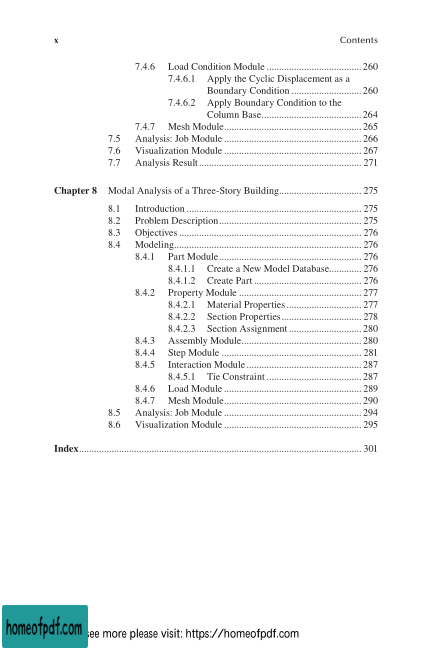 x Contents
7.4.6 Load Condition Module ....................................... 260
7.4.6.1 Apply the Cyclic Displacement as a
Boundary Condition ............................. 260
7.4.6.2 Apply Boundary Condition to the
Column Base......................................... 264
7.4.7 Mesh Module......................................................... 265
7.5 Analysis: Job Module ......................................................... 266
7.6 Visualization Module ......................................................... 267
7.7 Analysis Result................................................................... 271
Chapter 8 Modal Analysis of a Three-Story Building.................................. 275
8.1 Introduction ........................................................................ 275
8.2 Problem Description........................................................... 275
8.3 Objectives ........................................................................... 276
8.4 Modeling............................................................................. 276
8.4.1 Part Module........................................................... 276
8.4.1.1 Create a New Model Database............. 276
8.4.1.2 Create Part ............................................ 276
8.4.2 Property Module ................................................... 277
8.4.2.1 Material Properties ............................... 277
8.4.2.2 Section Properties................................. 278
8.4.2.3 Section Assignment .............................. 280
8.4.3 Assembly Module.................................................. 280
8.4.4 Step Module .......................................................... 281
8.4.5 Interaction Module................................................ 287
8.4.5.1 Tie Constraint ....................................... 287
8.4.6 Load Module ......................................................... 289
8.4.7 Mesh Module......................................................... 290
8.5 Analysis: Job Module ......................................................... 294
8.6 Visualization Module ......................................................... 295
Index..................................................................................................................... 301
homeofpdf.com see more please visit: https://homeofpdf.com